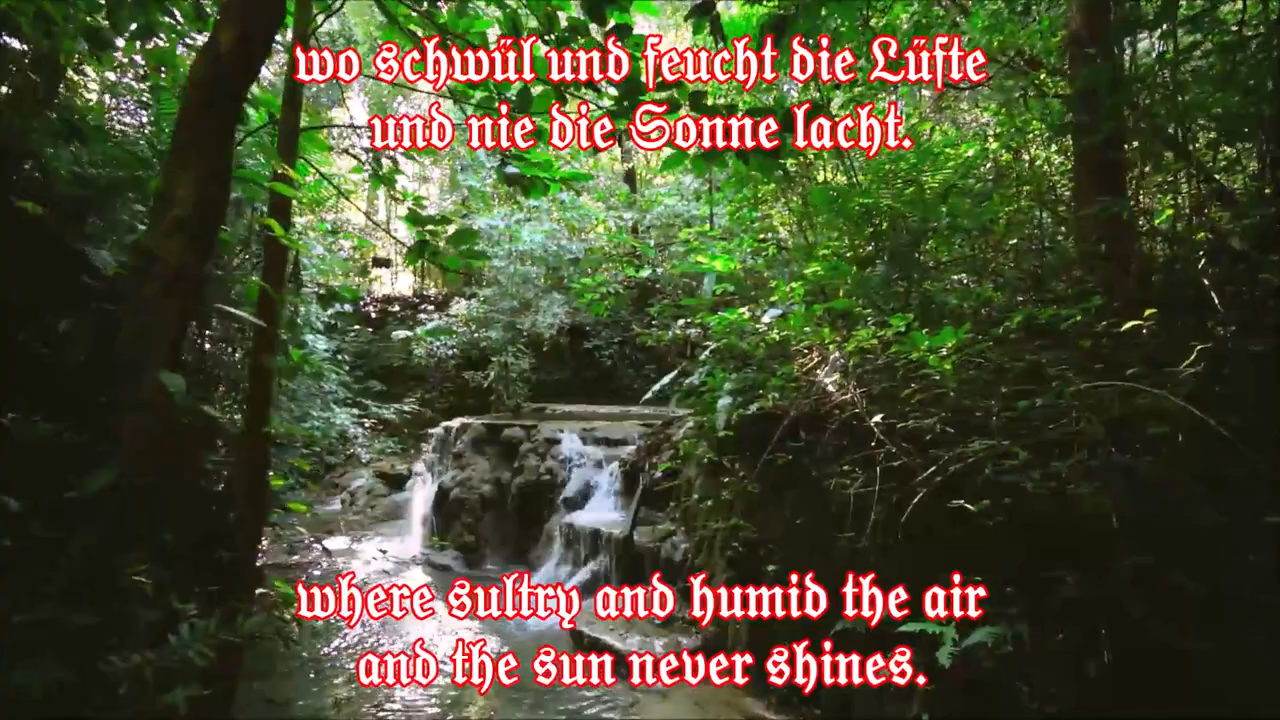 wo schwül und feucht die Lüfte
und nie die Sonne lacht.
where sultry and humid the air
and the sun never shines.